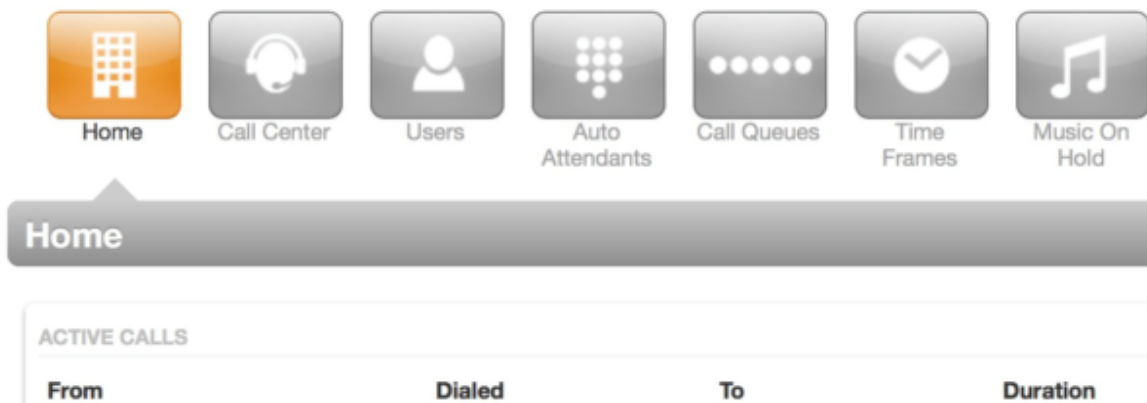 Home
Call Center
Users
Auto
Attendants
Call Queues
Time
Frames
Music On
Hold
Home
ACTIVE CALLS
From Dialed To Duration